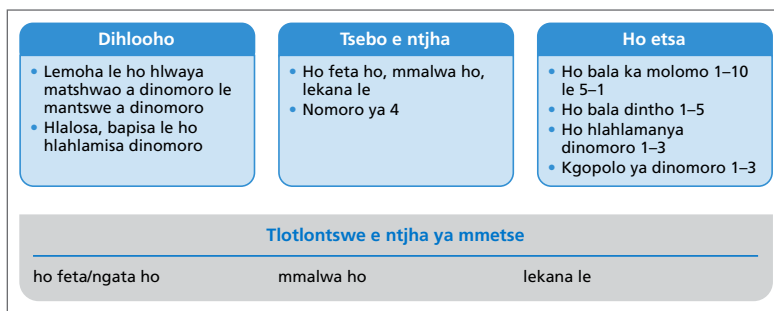 Dihlooho
• Lemoha le ho hlwaya
matshwao a dinomoro le
mantswe a dinomoro
• Hlalosa, bapisa le ho
hlahlamisa dinomoro
Tsebo e ntjha
• Ho feta ho, mmalwa ho,
lekana le
• Nomoro ya 4
Ho etsa
• Ho bala ka molomo 1–10
le 5–1
• Ho bala dintho 1–5
• Ho hlahlamanya
dinomoro 1–3
• Kgopolo ya dinomoro 1–3
Tlotlontswe e ntjha ya mmetse
ho feta/ngata ho
mmalwa ho
lekana le